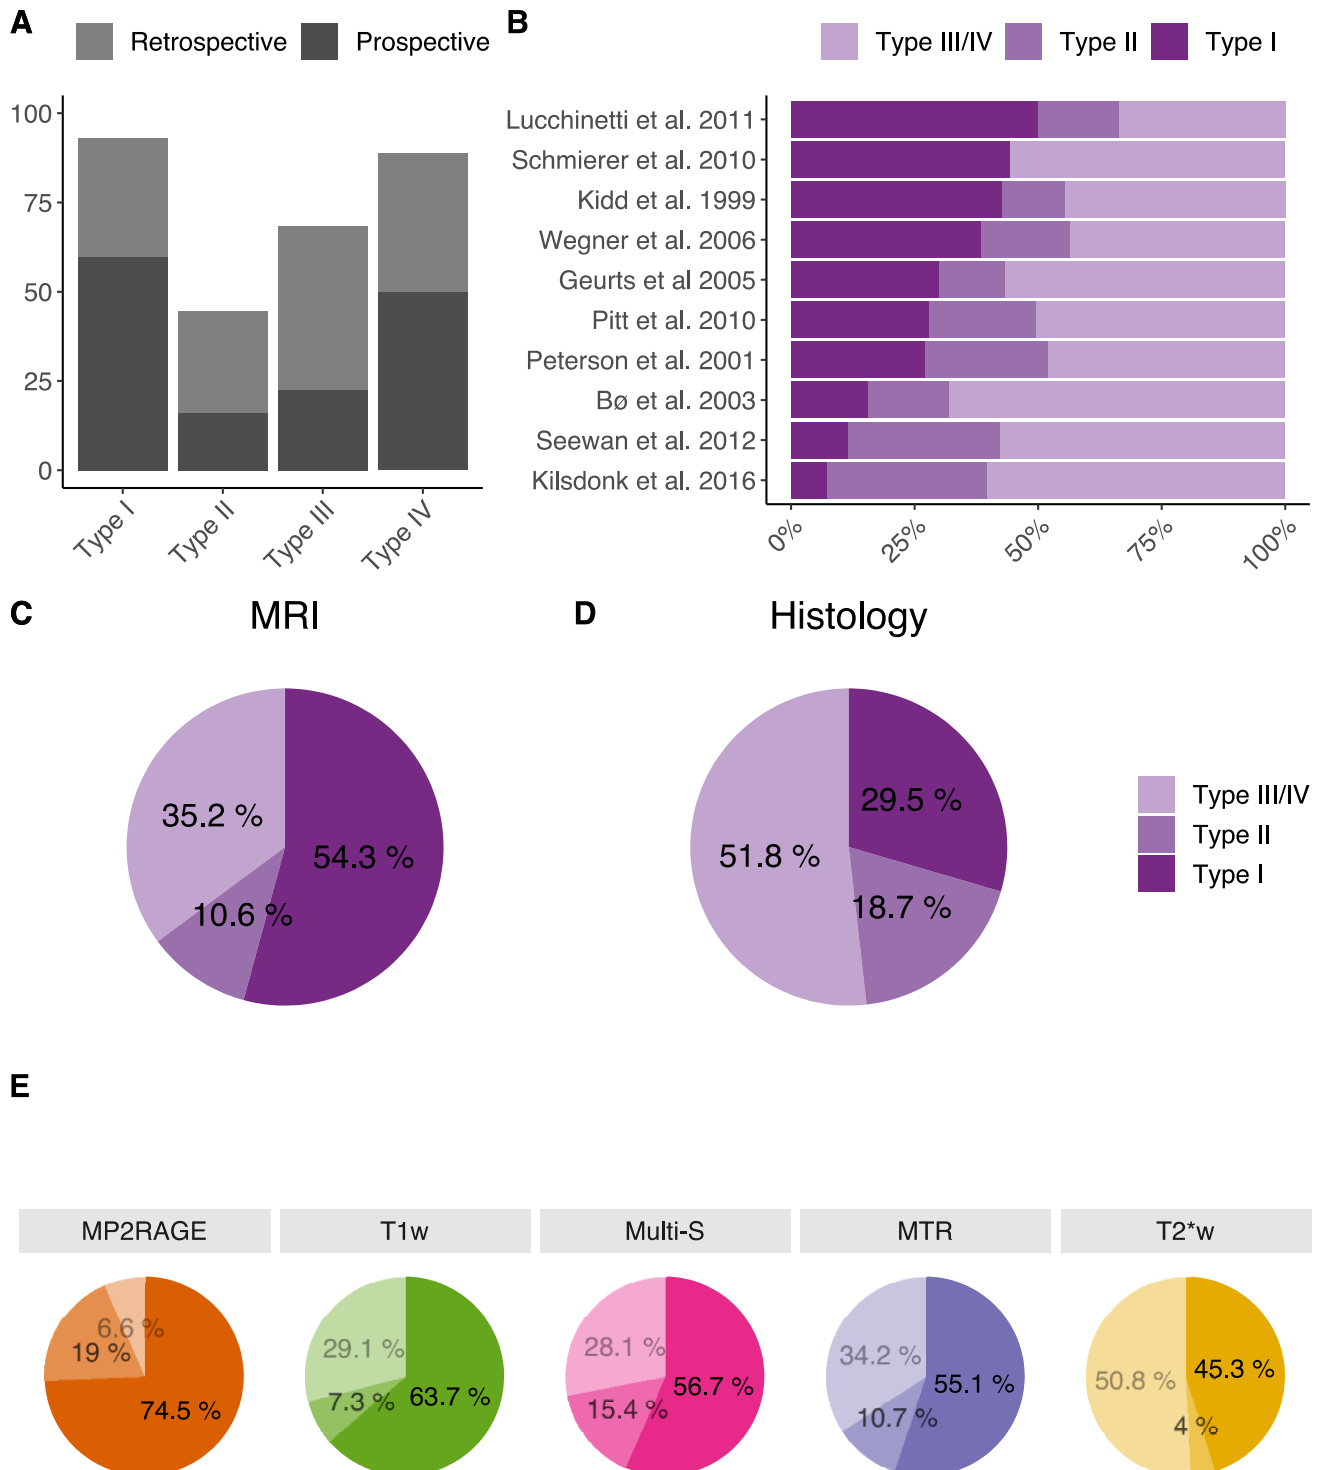 A
Retrospective
Prospective
100
75
50
25
0
Type I
Type II
Type III
Type IV
B
Type III/IV
Type II
Type I
Lucchinetti et al. 2011
Schmierer et al. 2010
Kidd et al. 1999
Wegner et al. 2006
Geurts et al 2005
Pitt et al. 2010
Peterson et al. 2001
Bø et al. 2003
Seewan et al. 2012
Kilsdonk et al. 2016
0%
25%
50%
75%
100%
C
MRI
35.2 %
54.3 %
10.6 %
D
Histology
29.5 %
51.8 %
18.7 %
Type III/IV
Type II
Type I
E
MP2RAGE
6.6 %
19 %
74.5 %
T1w
29.1 %
7.3 %
63.7 %
Multi-S
28.1 %
56.7 %
15.4 %
MTR
34.2 %
55.1 %
10.7 %
T2*w
50.8 %
45.3 %
4 %